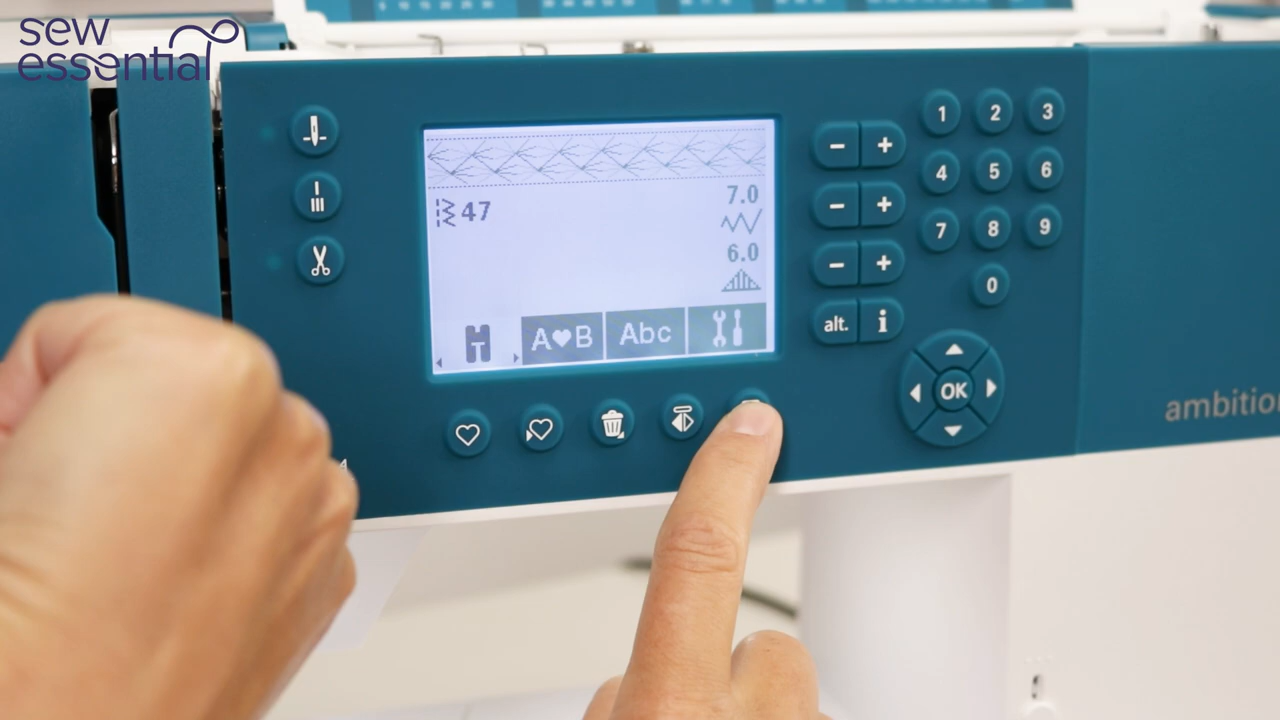 sew
essential
47
7.0
6.0
T
A♥B
Abc
- +
- +
- +
alt. i
1 2 3
4 5 6
7 8 9
0
OK
ambition